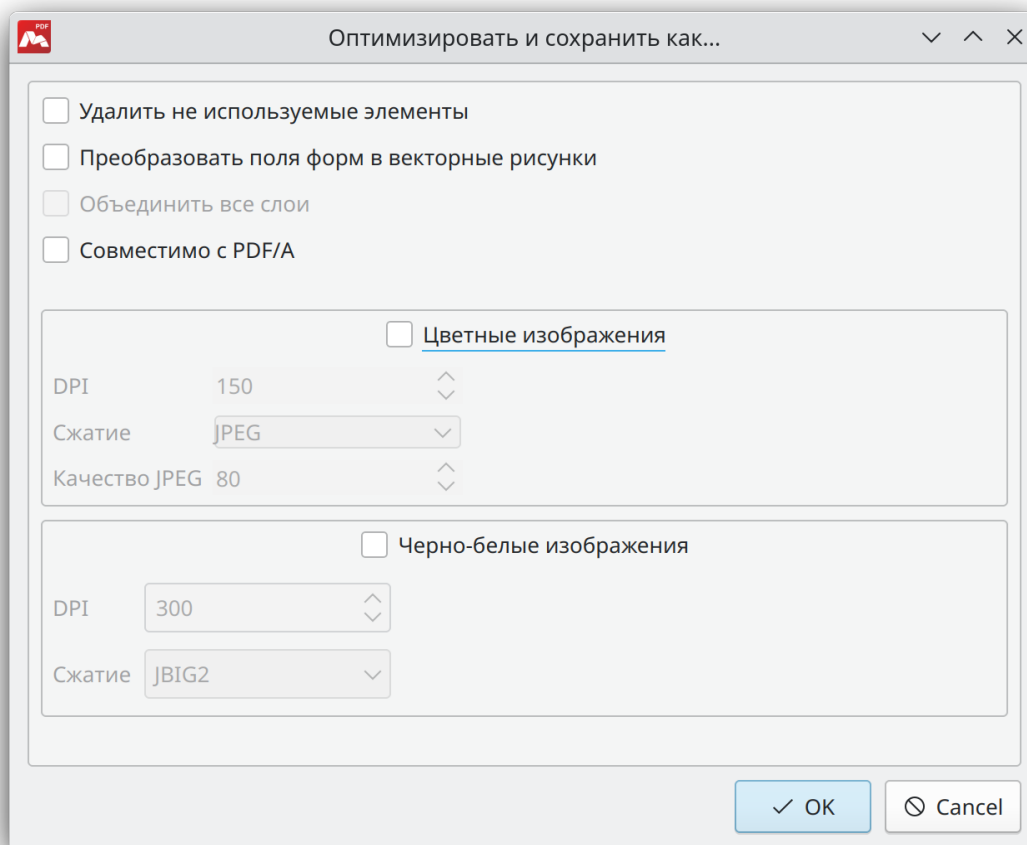 PDF
Оптимизировать и сохранить как...
Удалить не используемые элементы
Преобразовать поля форм в векторные рисунки
Объединить все слои
Совместимо с PDF/A
Цветные изображения
DPI 150
Сжатие JPEG
Качество JPEG 80
Черно-белые изображения
DPI 300
Сжатие JBIG2
OK Cancel